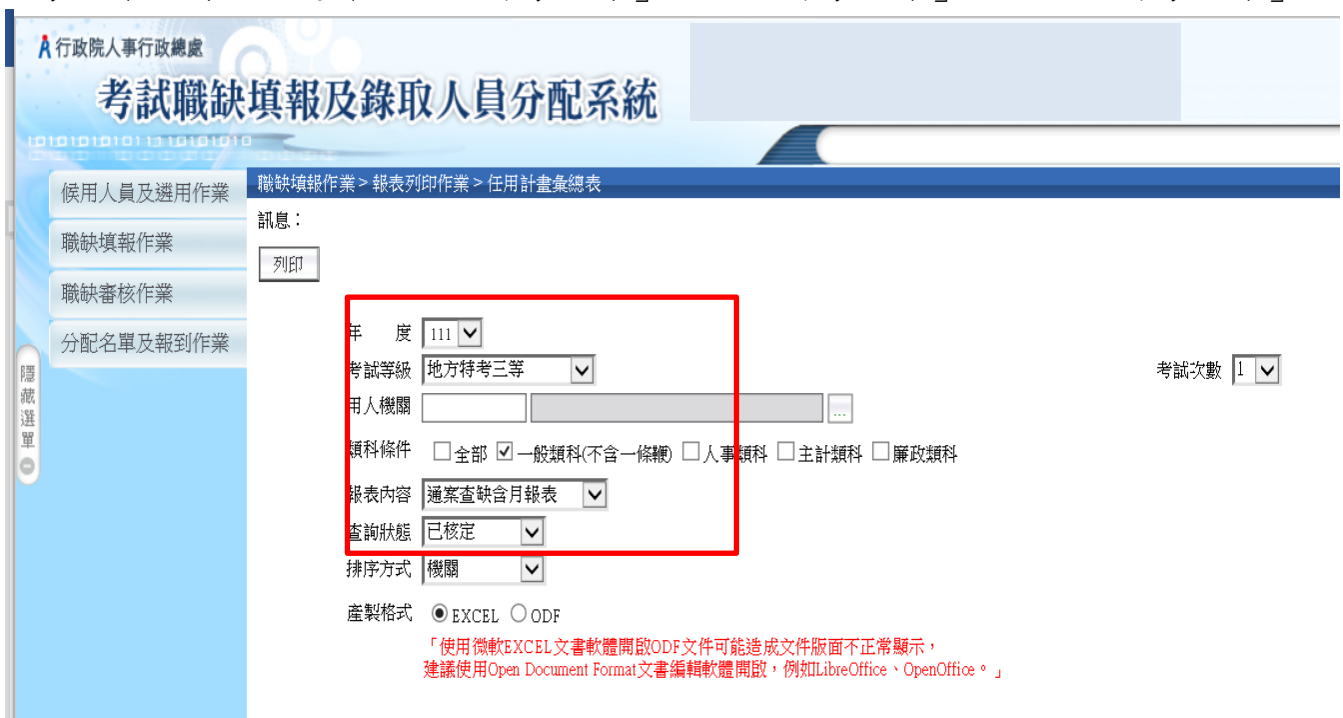 行政院人事行政總處
考試職缺填報及錄取人員分配系統
候用人員及遴用作業
職缺填報作業
職缺審核作業
分配名單及報到作業
隱藏選單
職缺填報作業 > 報表列印作業 > 任用計畫彙總表
訊息：
列印
年 度 111
考試等級 地方特考三等 考試次數 1
用人機關 ...
類科條件 全部 一般類科(不含一條鞭) 人事類科 主計類科 廉政類科
報表內容 通案查缺含月報表
查詢狀態 已核定
排序方式 機關
產製格式 EXCEL ODF
「使用微軟EXCEL文書軟體開啟ODF文件可能造成文件版面不正常顯示，
建議使用Open Document Format文書編輯軟體開啟，例如LibreOffice、OpenOffice。」